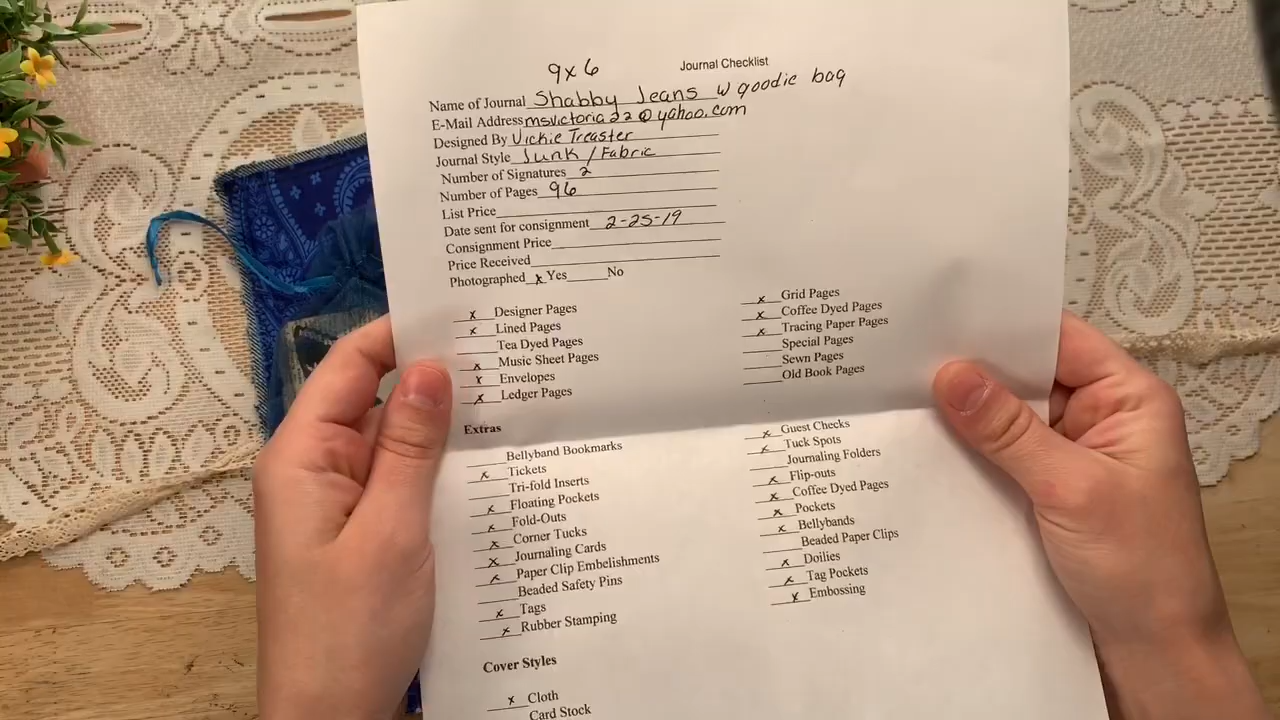 9x6
Journal Checklist
Name of Journal Shabby Jeans w goodie bag
E-Mail Address msvictoria22@yahoo.com
Designed By Vickie Treaster
Journal Style Junk / Fabric
Number of Signatures 2
Number of Pages 96
List Price
Date sent for consignment 2-25-19
Consignment Price
Price Received
Photographed x Yes No
x Designer Pages
x Lined Pages
Tea Dyed Pages
x Music Sheet Pages
x Envelopes
x Ledger Pages
x Grid Pages
x Coffee Dyed Pages
x Tracing Paper Pages
Special Pages
Sewn Pages
Old Book Pages
Extras
Bellyband Bookmarks
x Tickets
Tri-fold Inserts
x Floating Pockets
x Fold-Outs
x Corner Tucks
x Journaling Cards
x Paper Clip Embelishments
Beaded Safety Pins
x Tags
x Rubber Stamping
x Guest Checks
x Tuck Spots
Journaling Folders
x Flip-outs
x Coffee Dyed Pages
x Pockets
x Bellybands
Beaded Paper Clips
x Doilies
x Tag Pockets
x Embossing
Cover Styles
x Cloth
Card Stock